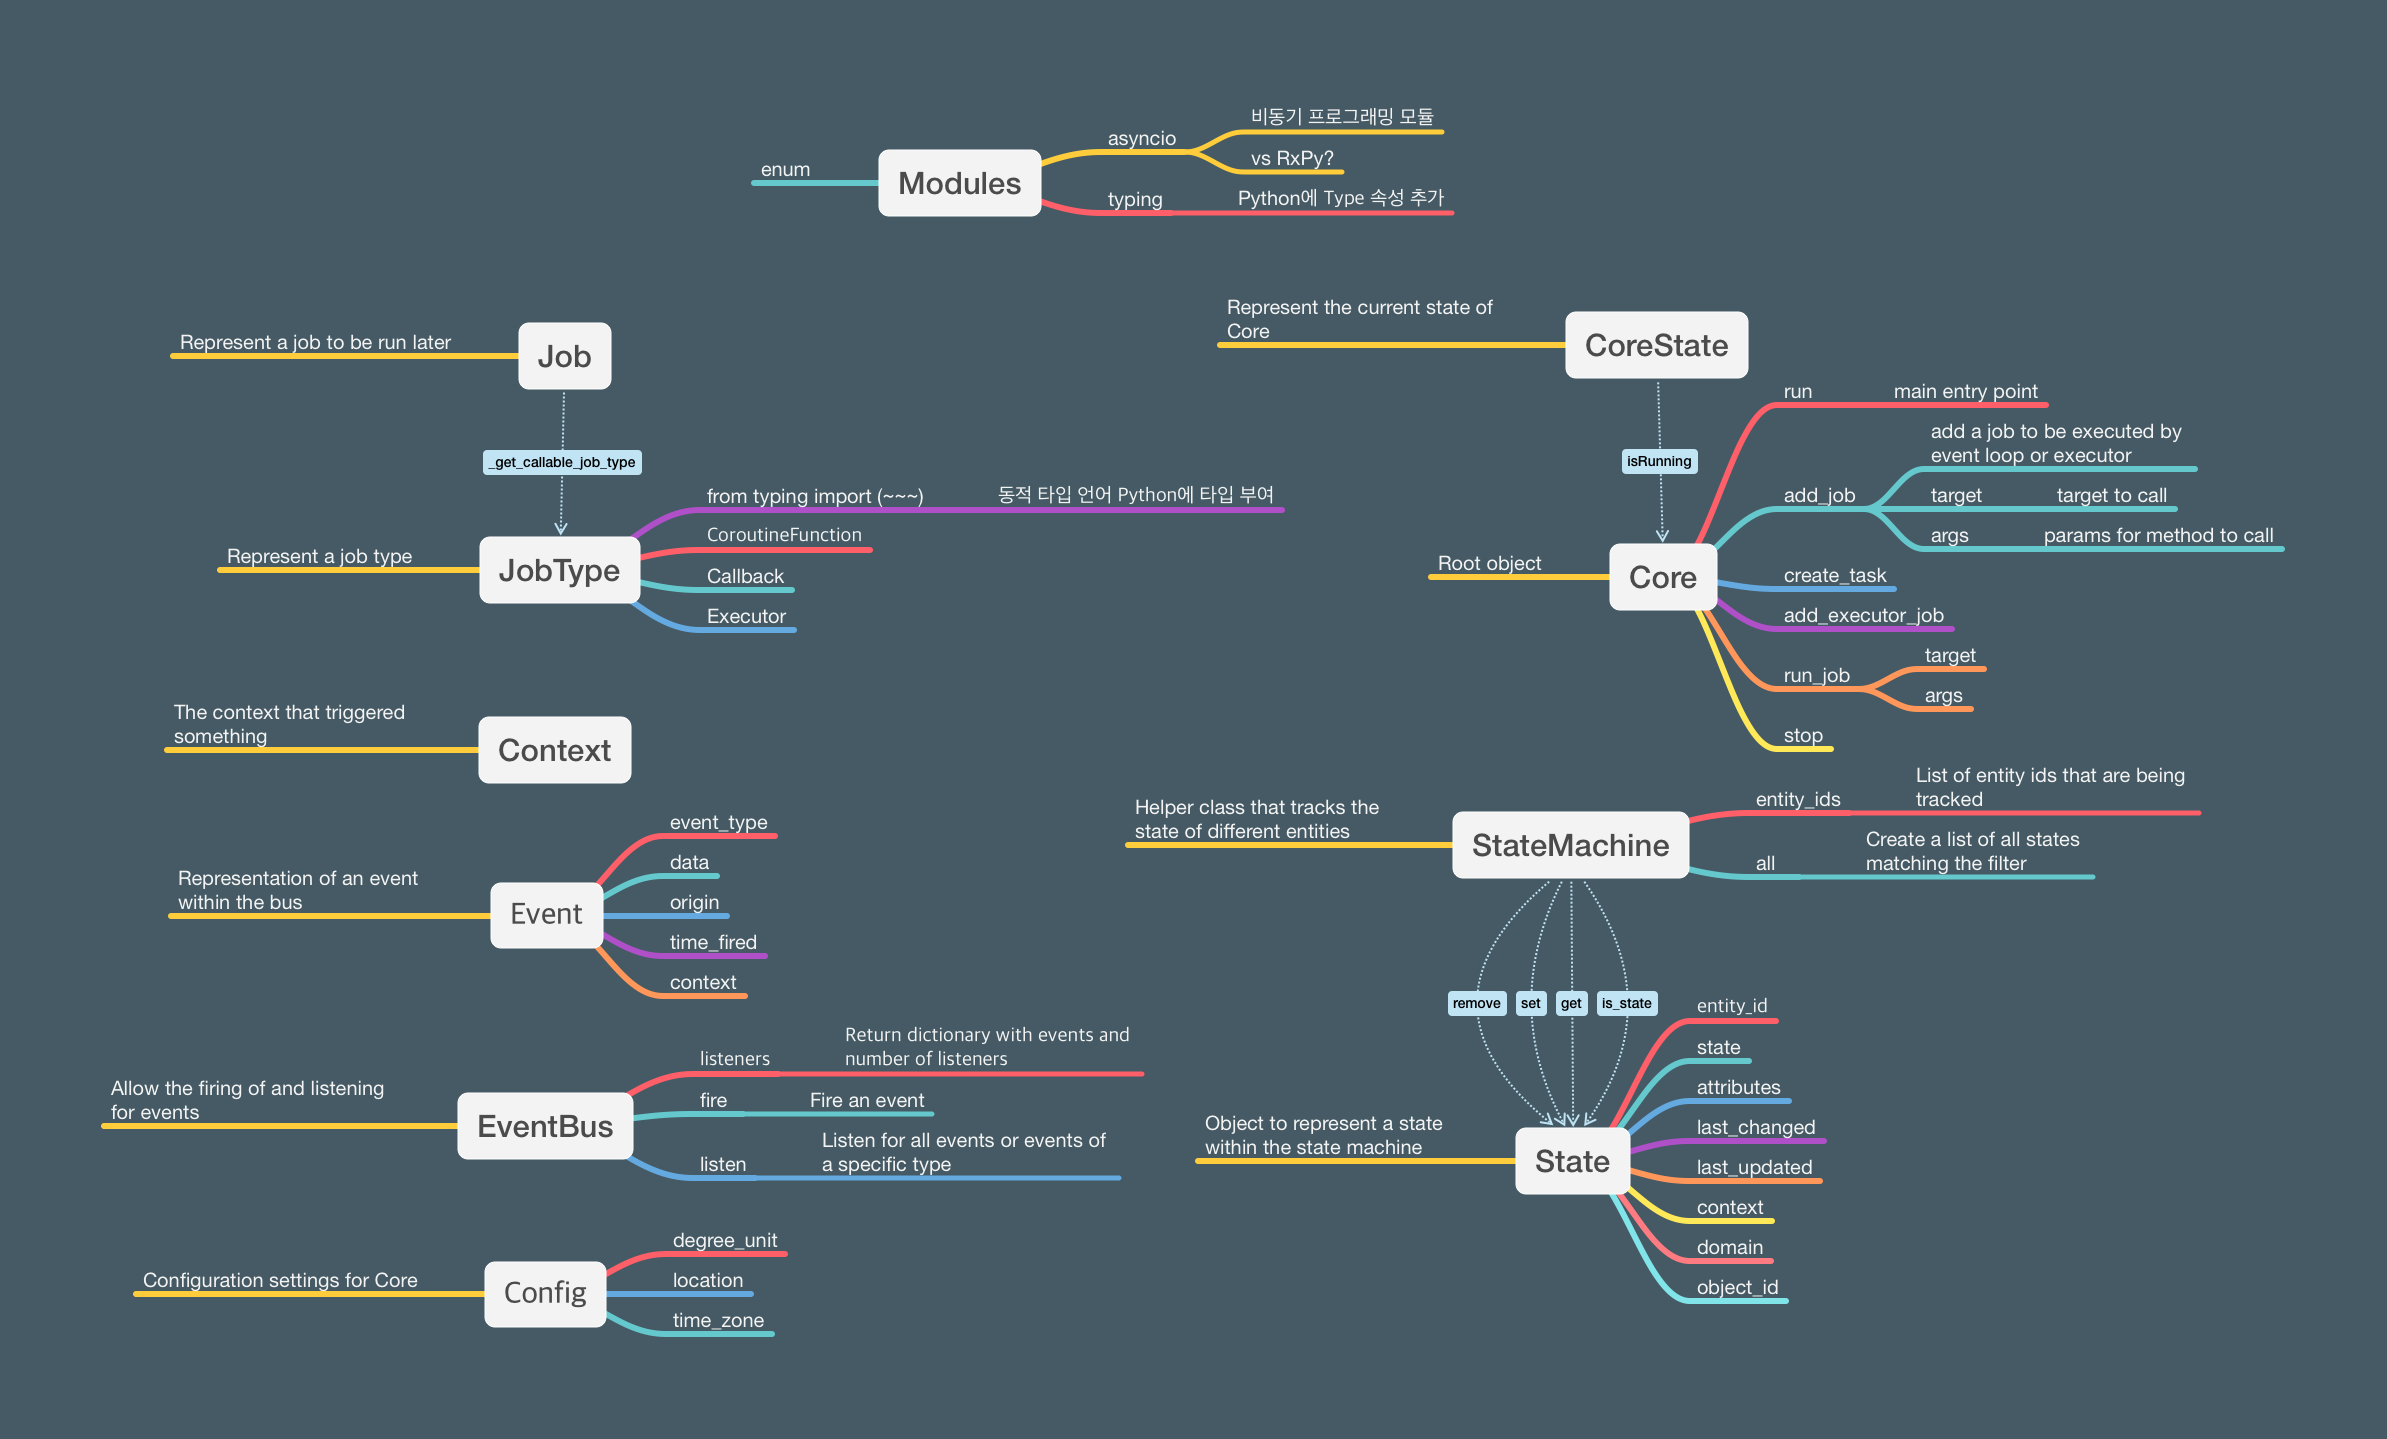 비동기 프로그래밍 모듈
asyncio
vs RxPy?
enum
Modules
typing
Python에 Type 속성 추가
Represent a job to be run later
Job
_get_callable_job_type
from typing import (~~~)
동적 타입 언어 Python에 타입 부여
CoroutineFunction
Represent a job type
JobType
Callback
Executor
The context that triggered
something
Context
event_type
data
Representation of an event
within the bus
Event
origin
time_fired
context
Return dictionary with events and
number of listeners
listeners
Allow the firing of and listening
for events
EventBus
fire
Fire an event
Listen for all events or events of
a specific type
listen
degree_unit
Configuration settings for Core
Config
location
time_zone
Represent the current state of
Core
CoreState
isRunning
run
main entry point
add a job to be executed by
event loop or executor
add_job
target
target to call
args
params for method to call
Root object
Core
create_task
add_executor_job
run_job
target
args
stop
Helper class that tracks the
state of different entities
StateMachine
entity_ids
List of entity ids that are being
tracked
all
Create a list of all states
matching the filter
remove
set
get
is_state
entity_id
state
attributes
Object to represent a state
within the state machine
State
last_changed
last_updated
context
domain
object_id